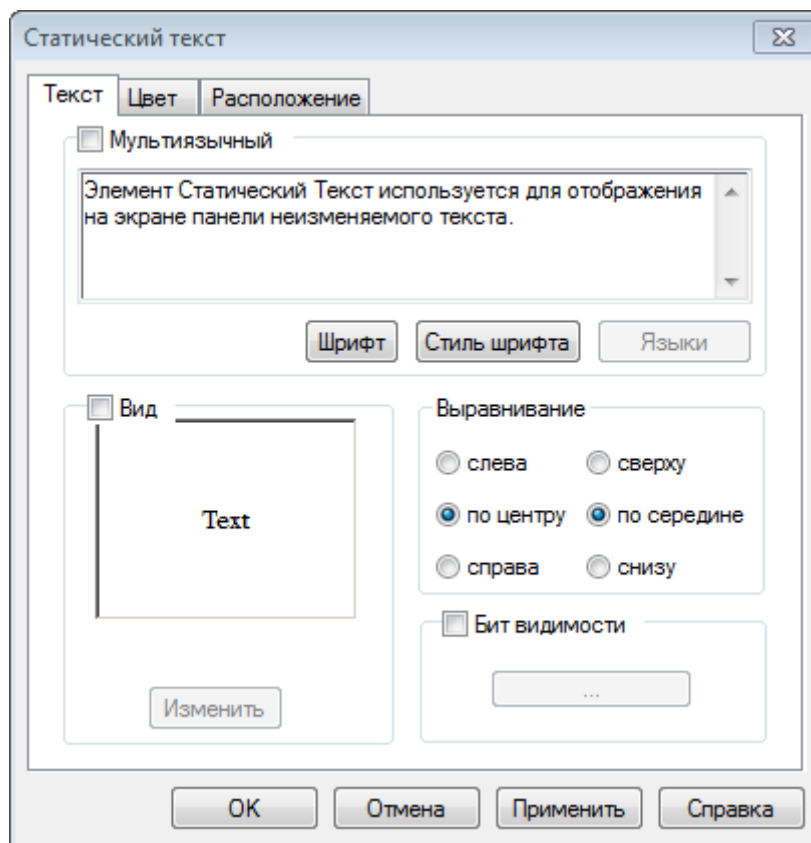 Статический текст
Текст Цвет Расположение
Мультиязычный
Элемент Статический Текст используется для отображения
на экране панели неизменяемого текста.
Шрифт Стиль шрифта Языки
Вид
Выравнивание
слева сверху
Text
по центру по середине
справа снизу
Бит видимости
...
Изменить
OK Отмена Применить Справка